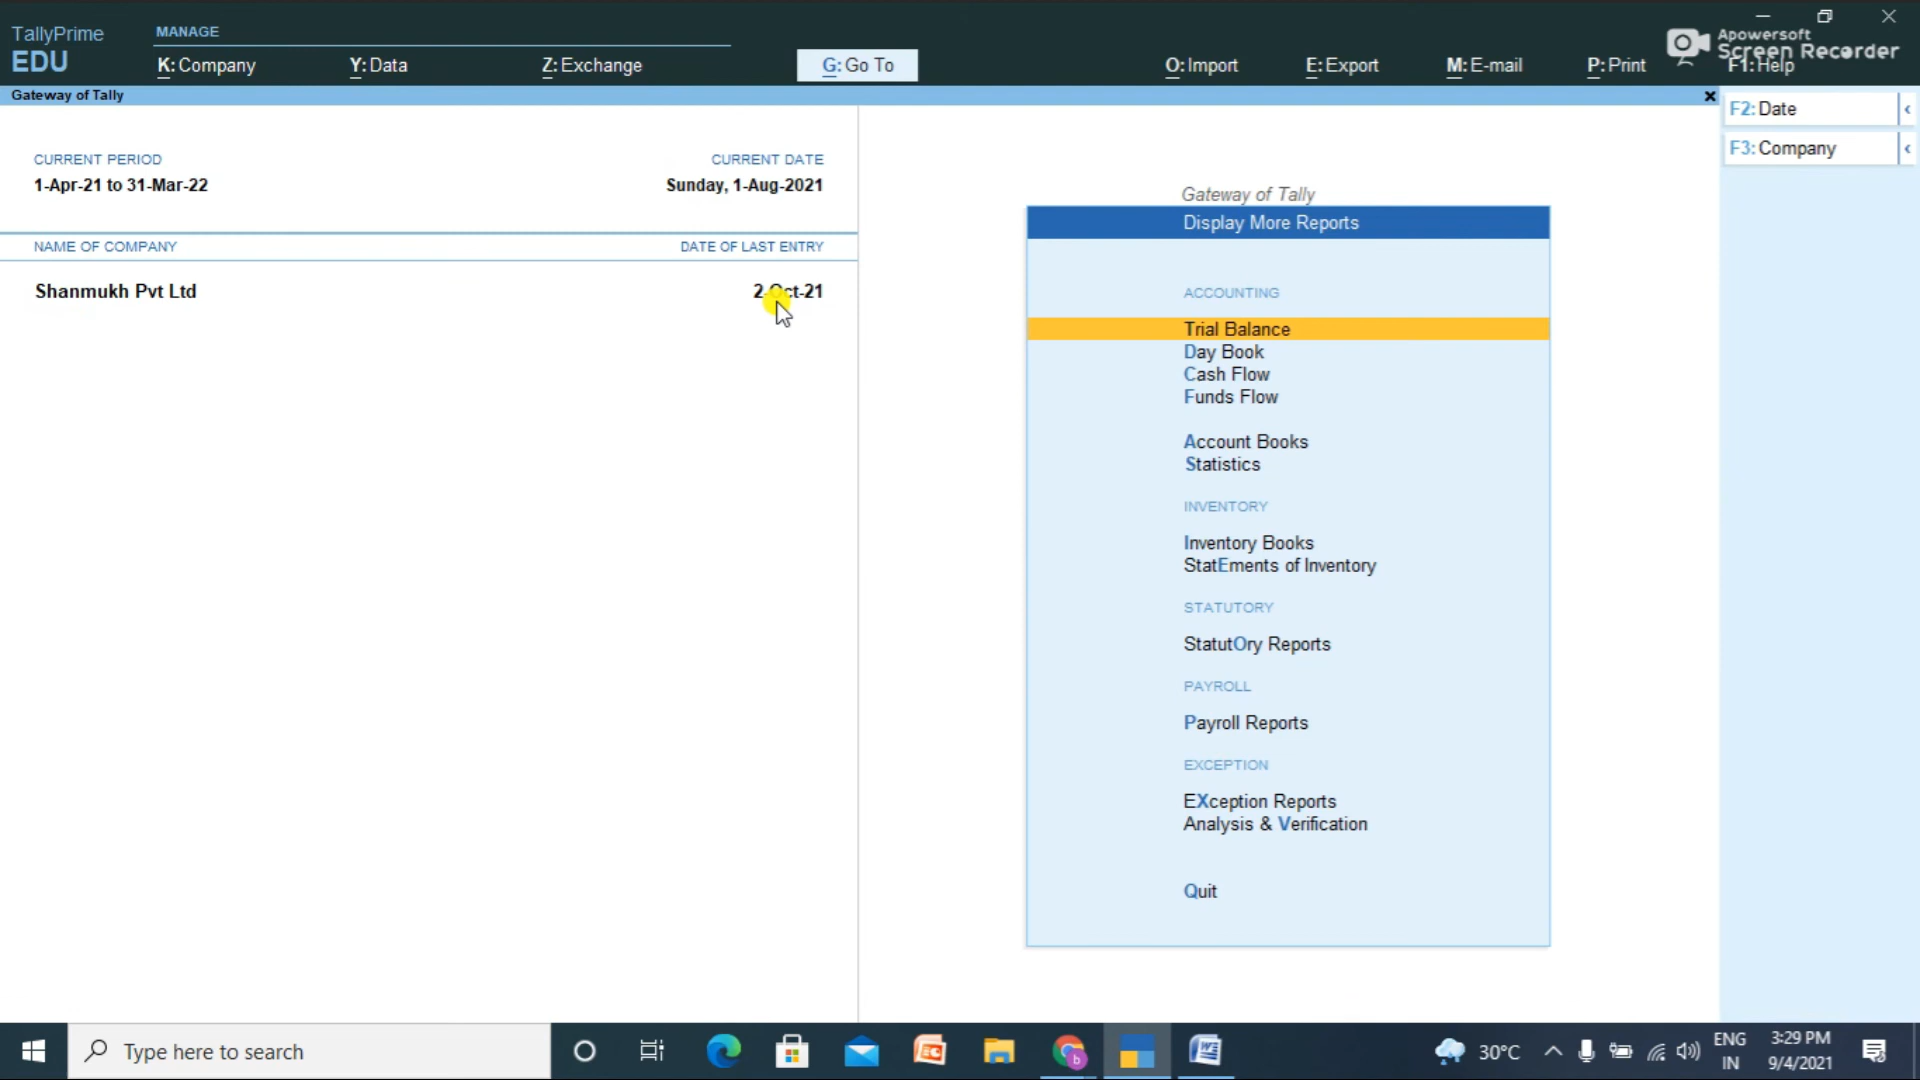 TallyPrime
EDU
MANAGE
K: Company
Y: Data
Z: Exchange
G: Go To
O: Import
E: Export
M: E-mail
P: Print
F1: Help
Apowersoft
Screen Recorder
Gateway of Tally
F2: Date
F3: Company
CURRENT PERIOD
CURRENT DATE
1-Apr-21 to 31-Mar-22
Sunday, 1-Aug-2021
NAME OF COMPANY
DATE OF LAST ENTRY
Shanmukh Pvt Ltd
2-Oct-21
Gateway of Tally
Display More Reports
ACCOUNTING
Trial Balance
Day Book
Cash Flow
Funds Flow
Account Books
Statistics
INVENTORY
Inventory Books
StatEments of Inventory
STATUTORY
StatutOry Reports
PAYROLL
Payroll Reports
EXCEPTION
EXception Reports
Analysis & Verification
Quit
Type here to search
30°C
ENG
IN
3:29 PM
9/4/2021